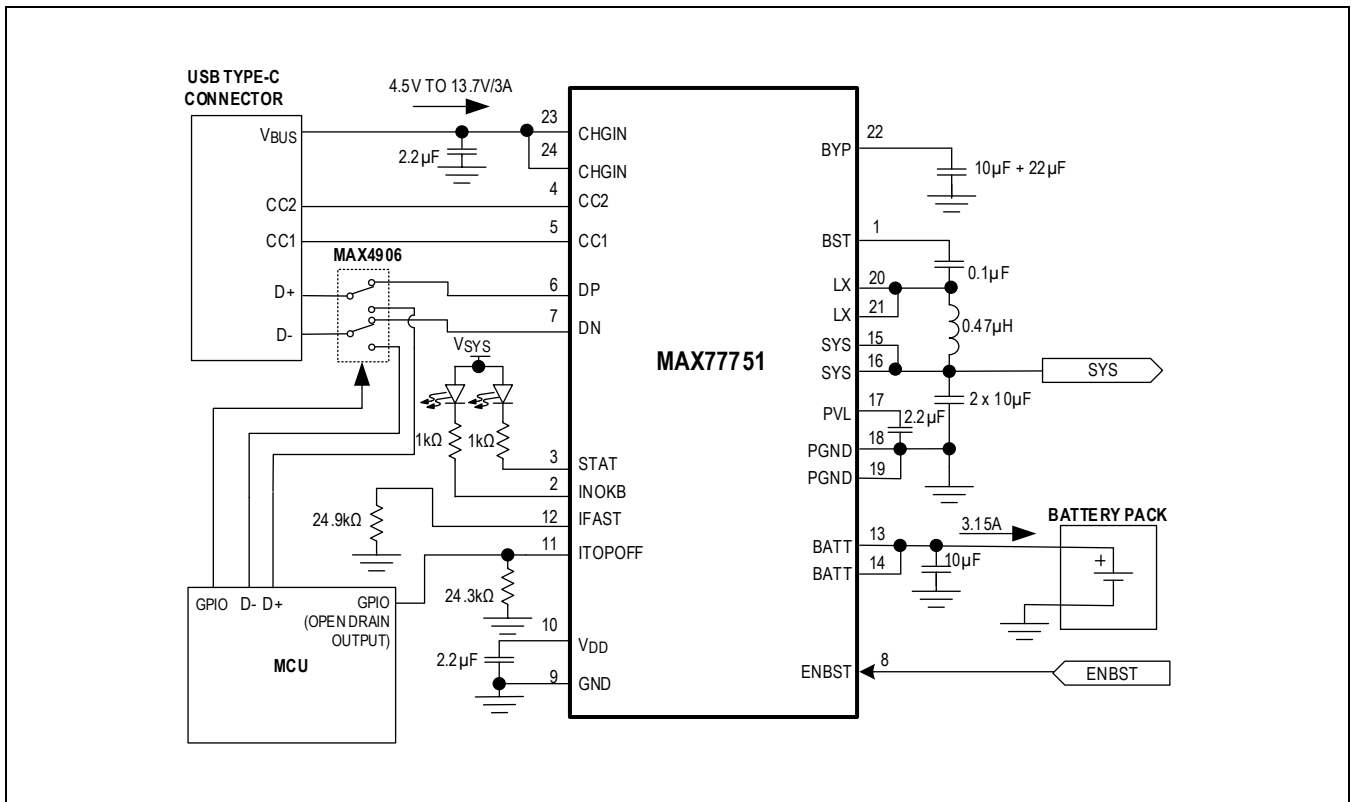 USB TYPE-C
CONNECTOR
4.5V TO 13.7V/3A
VBUS
2.2µF
CC2
CC1
MAX4906
D+
D-
23
CHGIN
24
CHGIN
4
CC2
5
CC1
6
DP
7
DN
VSYS
1kΩ
1kΩ
3
STAT
2
INOKB
24.9kΩ
12
IFAST
11
ITOPOFF
24.3kΩ
GPIO
D-
D+
GPIO
(OPEN DRAIN
OUTPUT)
MCU
10
VDD
2.2µF
9
GND
MAX77751
22
BYP
10µF + 22µF
1
BST
0.1µF
20
LX
21
LX
0.47µH
15
SYS
16
SYS
SYS
2 x 10µF
17
PVL
2.2µF
18
PGND
19
PGND
BATTERY PACK
3.15A
13
BATT
14
BATT
10µF
+
8
ENBST
ENBST